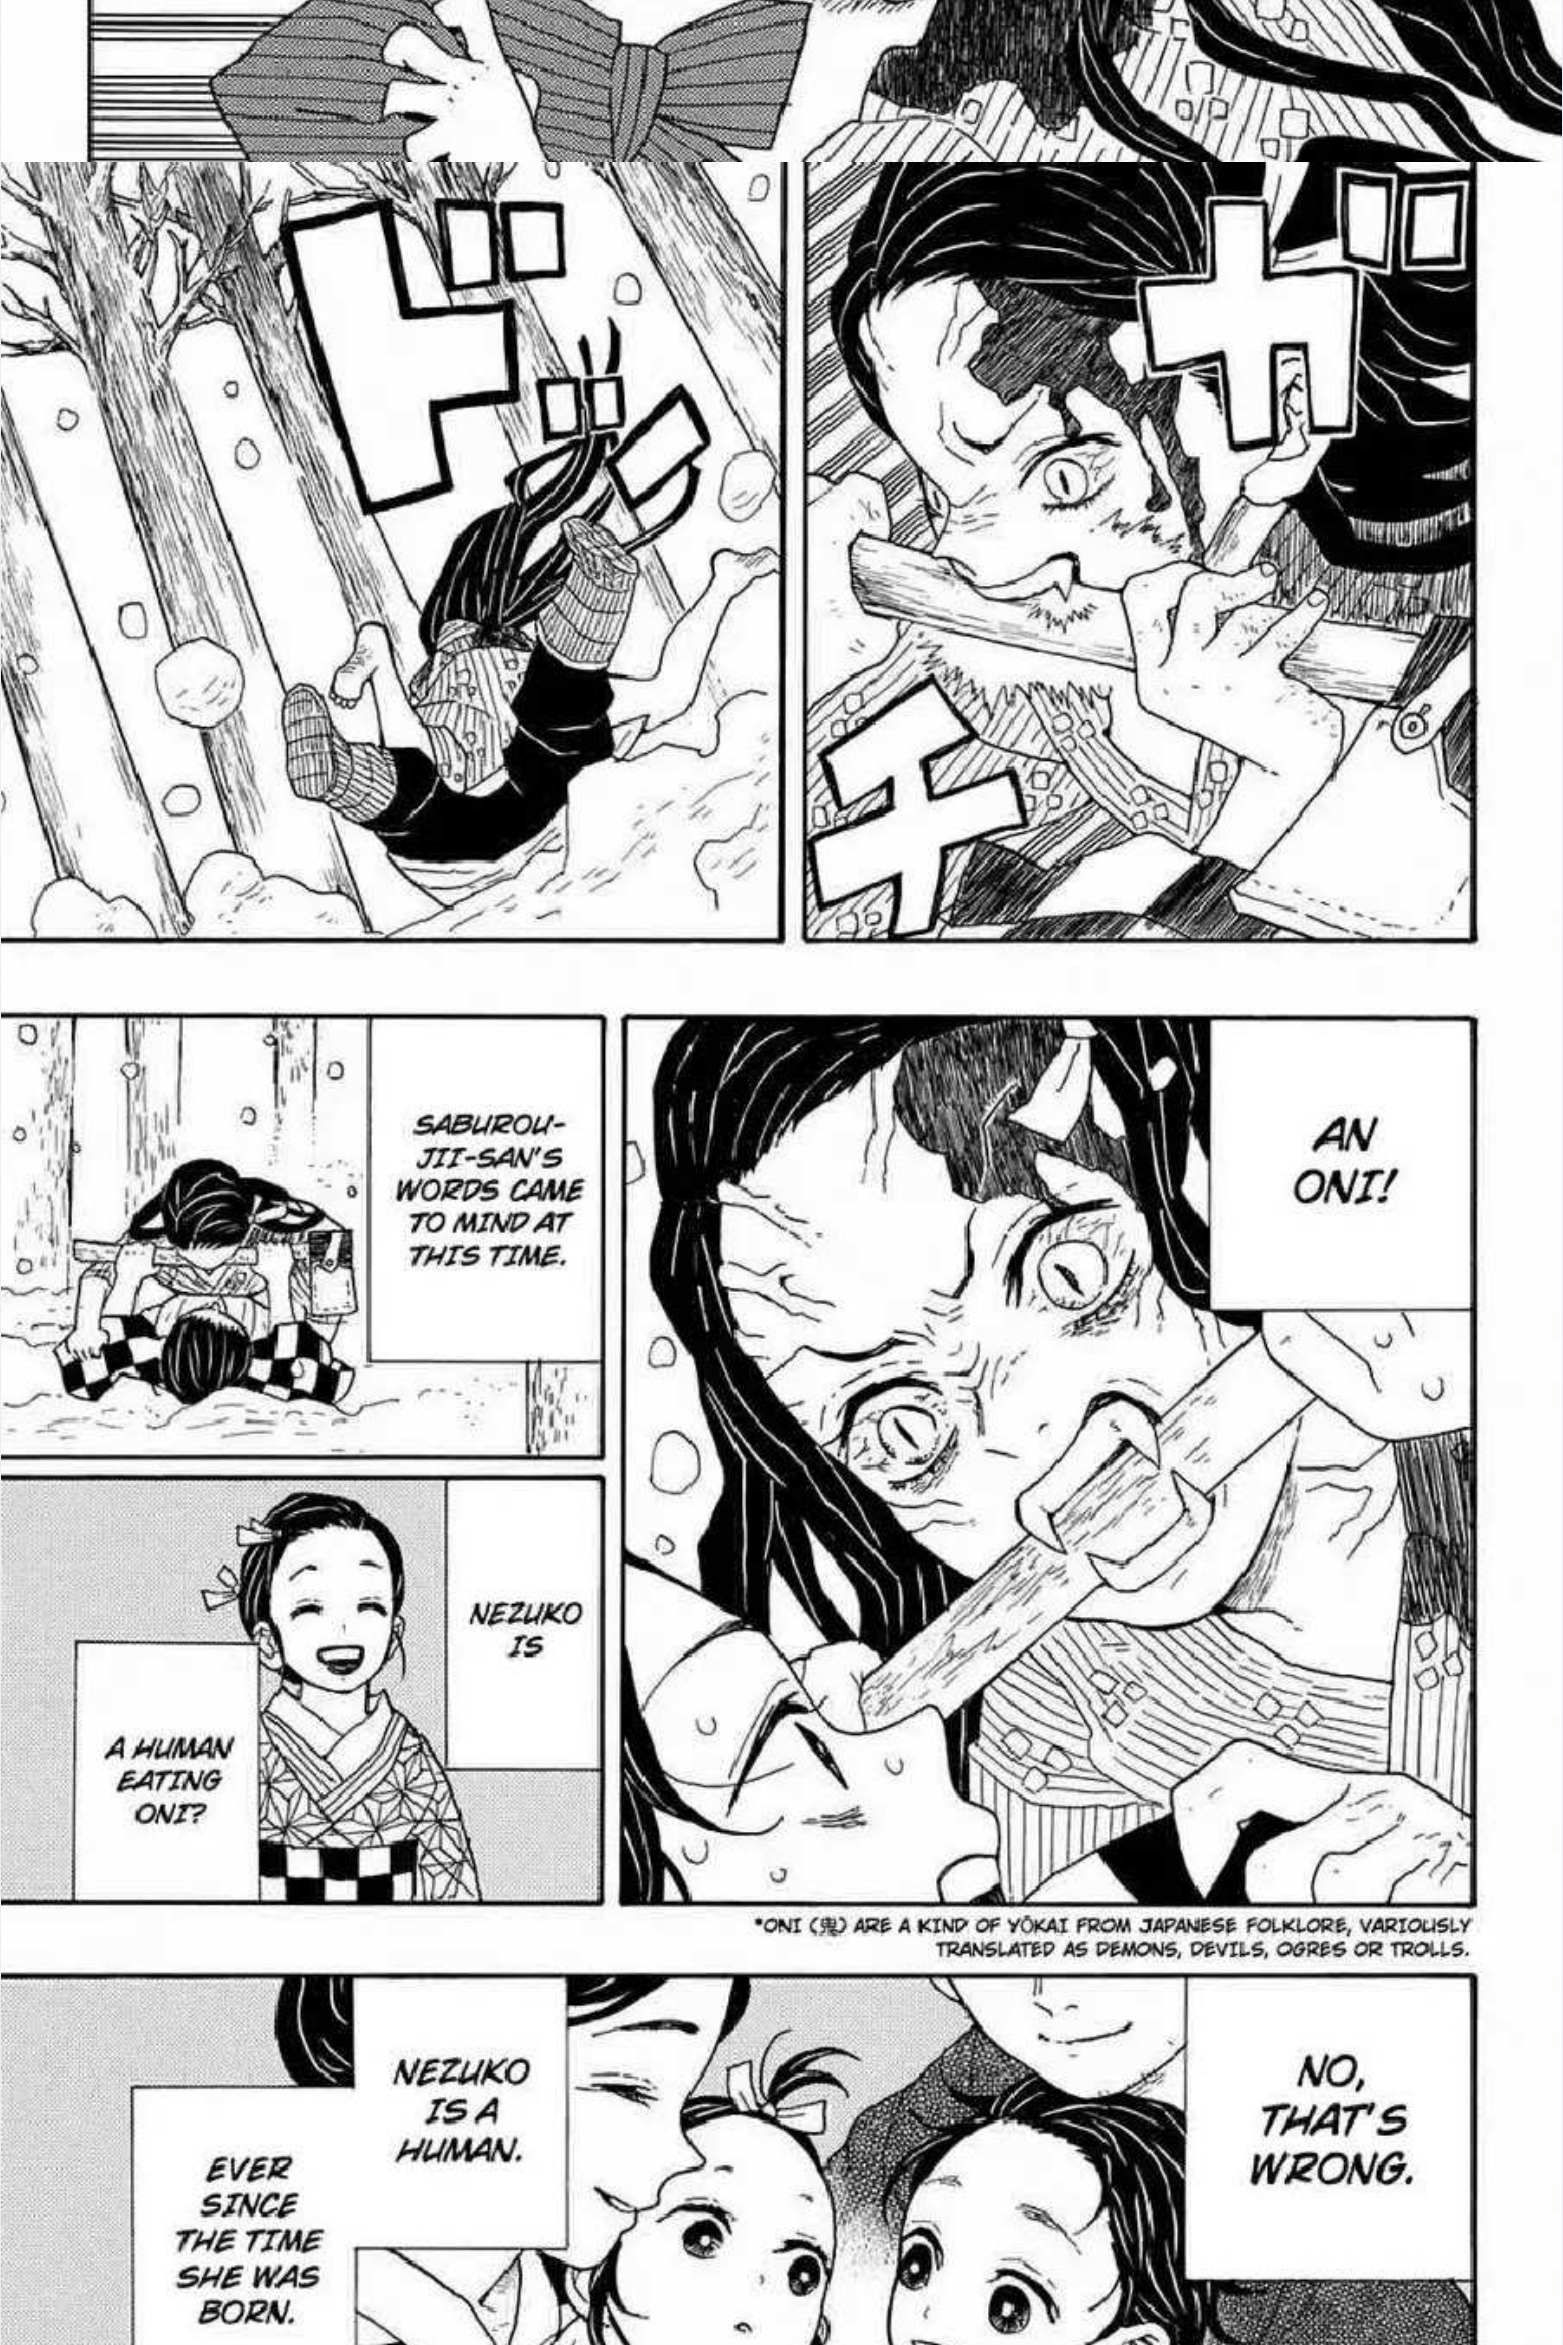 ガ
チ
ドッ
AN
ONI!
SABUROU-
JII-SAN'S
WORDS CAME
TO MIND AT
THIS TIME.
NEZUKO
IS
A HUMAN
EATING
ONI?
*ONI (鬼) ARE A KIND OF YŌKAI FROM JAPANESE FOLKLORE, VARIOUSLY
TRANSLATED AS DEMONS, DEVILS, OGRES OR TROLLS.
NO,
THAT'S
WRONG.
NEZUKO
IS A
HUMAN.
EVER
SINCE
THE TIME
SHE WAS
BORN.